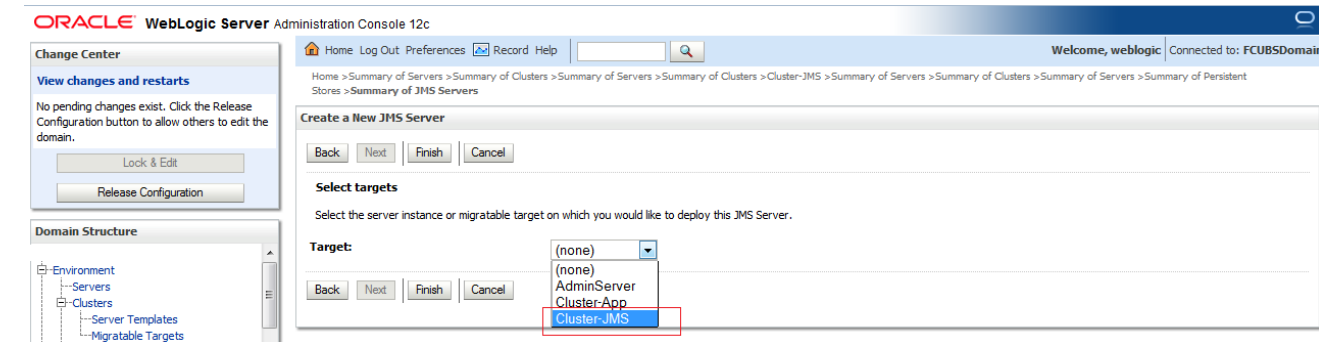 ORACLE WebLogic Server Administration Console 12c
Change Center
View changes and restarts
No pending changes exist. Click the Release
Configuration button to allow others to edit the
domain.
Lock & Edit
Release Configuration
Domain Structure
Environment
Servers
Clusters
Server Templates
Migratable Targets
Home Log Out Preferences Record Help
Welcome, weblogic Connected to: FCUBSDomain
Home >Summary of Servers >Summary of Clusters >Summary of Servers >Summary of Clusters >Cluster-JMS >Summary of Servers >Summary of Clusters >Summary of Servers >Summary of Persistent
Stores >Summary of JMS Servers
Create a New JMS Server
Back Next Finish Cancel
Select targets
Select the server instance or migratable target on which you would like to deploy this JMS Server.
Target: (none)
(none)
AdminServer
Cluster-App
Cluster-JMS
Back Next Finish Cancel